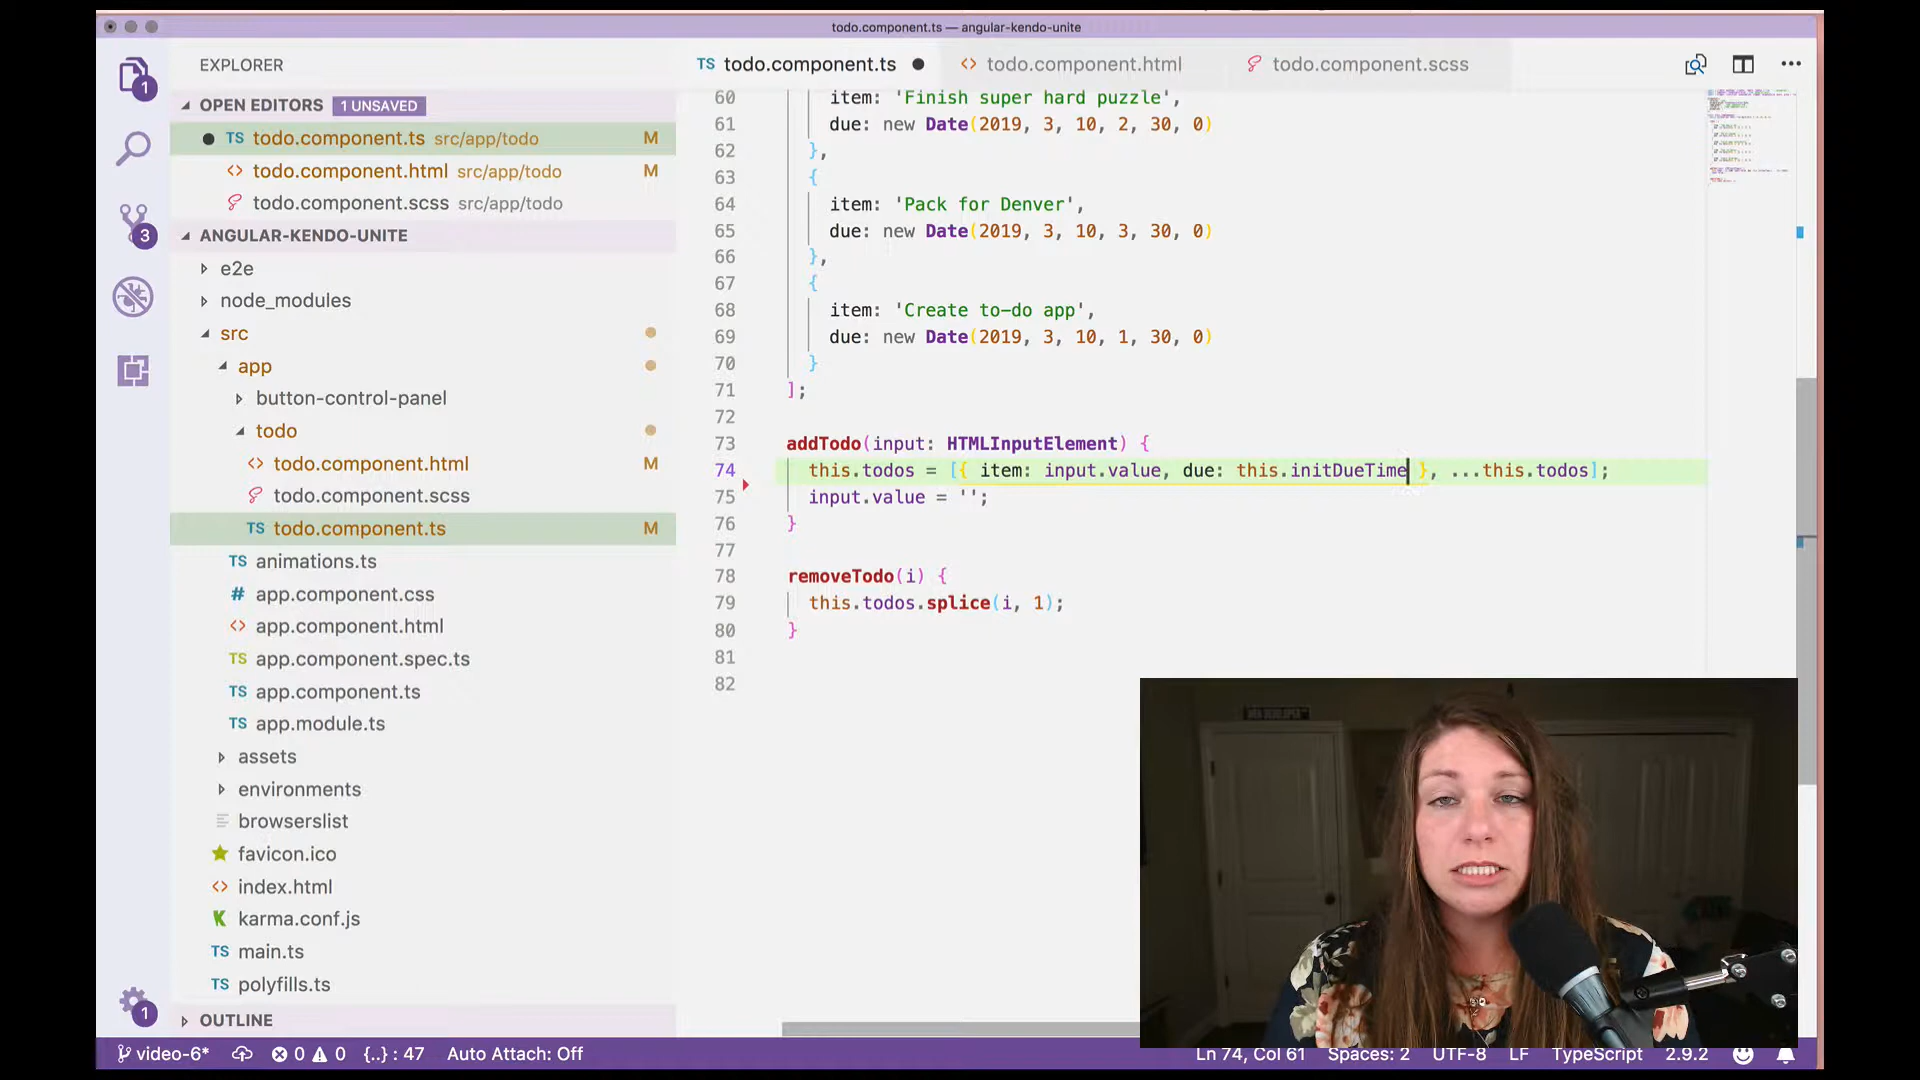 todo.component.ts — angular-kendo-unite
EXPLORER
TS todo.component.ts
<> todo.component.html
todo.component.scss
OPEN EDITORS 1 UNSAVED
TS todo.component.ts src/app/todo M
<> todo.component.html src/app/todo M
todo.component.scss src/app/todo
ANGULAR-KENDO-UNITE
e2e
node_modules
src
app
button-control-panel
todo
<> todo.component.html M
todo.component.scss
TS todo.component.ts M
TS animations.ts
# app.component.css
<> app.component.html
TS app.component.spec.ts
TS app.component.ts
TS app.module.ts
assets
environments
browserslist
favicon.ico
<> index.html
K karma.conf.js
TS main.ts
TS polyfills.ts
OUTLINE
1
3
1
60 item: 'Finish super hard puzzle',
61 due: new Date(2019, 3, 10, 2, 30, 0)
62 },
63 {
64 item: 'Pack for Denver',
65 due: new Date(2019, 3, 10, 3, 30, 0)
66 },
67 {
68 item: 'Create to-do app',
69 due: new Date(2019, 3, 10, 1, 30, 0)
70 }
71 ];
72
73 addTodo(input: HTMLInputElement) {
74 this.todos = [{ item: input.value, due: this.initDueTime }, ...this.todos];
75 input.value = '';
76 }
77
78 removeTodo(i) {
79 this.todos.splice(i, 1);
80 }
81
82
video-6* 0 0 {..} : 47 Auto Attach: Off Ln 74, Col 61 Spaces: 2 UTF-8 LF TypeScript 2.9.2